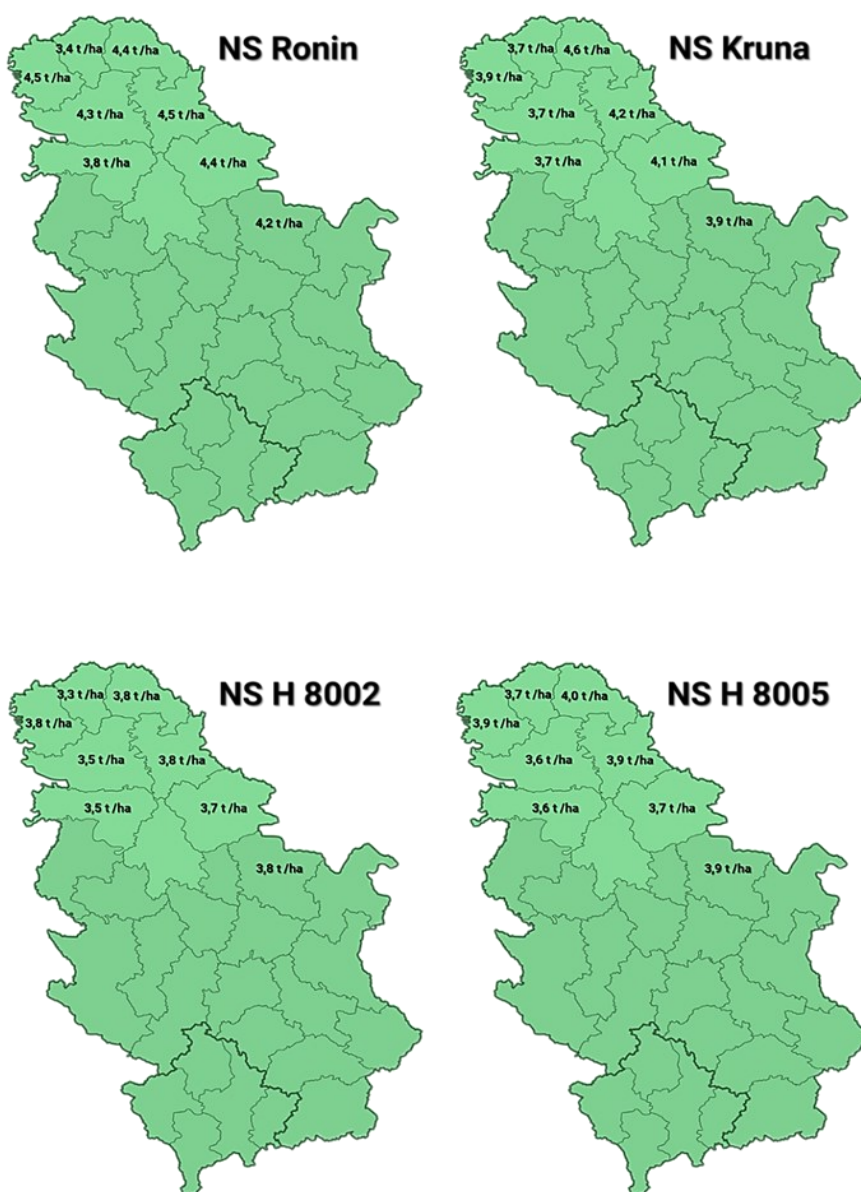 NS Ronin
3,4 t/ha
4,4 t/ha
4,5 t/ha
4,3 t/ha
4,5 t/ha
3,8 t/ha
4,4 t/ha
4,2 t/ha
NS Kruna
3,7 t/ha
4,6 t/ha
3,9 t/ha
3,7 t/ha
4,2 t/ha
3,7 t/ha
4,1 t/ha
3,9 t/ha
NS H 8002
3,3 t/ha
3,8 t/ha
3,8 t/ha
3,5 t/ha
3,8 t/ha
3,5 t/ha
3,7 t/ha
3,8 t/ha
NS H 8005
3,7 t/ha
4,0 t/ha
3,9 t/ha
3,6 t/ha
3,9 t/ha
3,6 t/ha
3,7 t/ha
3,9 t/ha